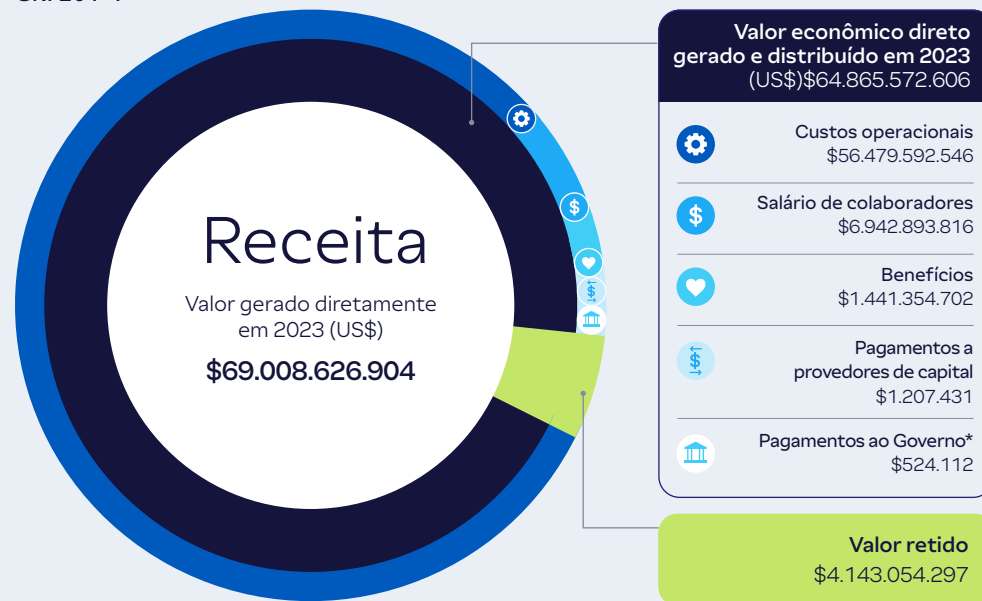 Receita
Valor gerado diretamente
em 2023 (US$)
$69.008.626.904
Valor econômico direto
gerado e distribuído em 2023
(US$)$64.865.572.606
Custos operacionais
$56.479.592.546
Salário de colaboradores
$6.942.893.816
Benefícios
$1.441.354.702
Pagamentos a
provedores de capital
$1.207.431
Pagamentos ao Governo*
$524.112
Valor retido
$4.143.054.297